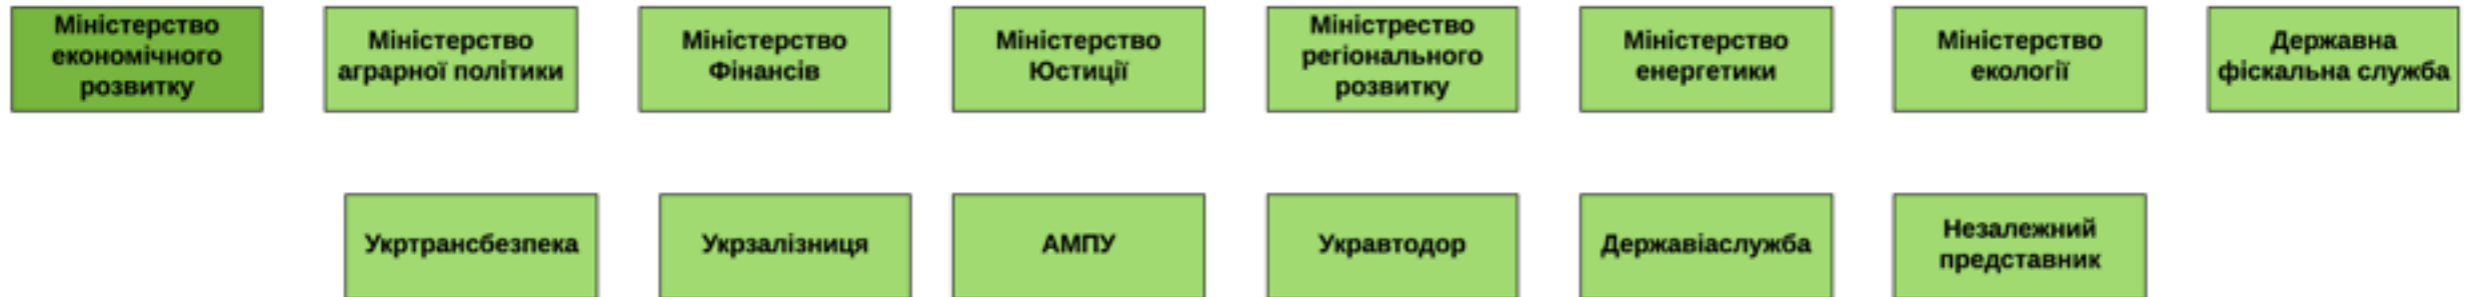 Міністерство
економічного
розвитку
Міністерство
аграрної політики
Міністерство
Фінансів
Міністерство
Юстиції
Міністрество
регіонального
розвитку
Міністерство
енергетики
Міністерство
екології
Державна
фіскальна служба
Укртрансбезпека
Укрзалізниця
АМПУ
Укравтодор
Державіаслужба
Незалежний
представник